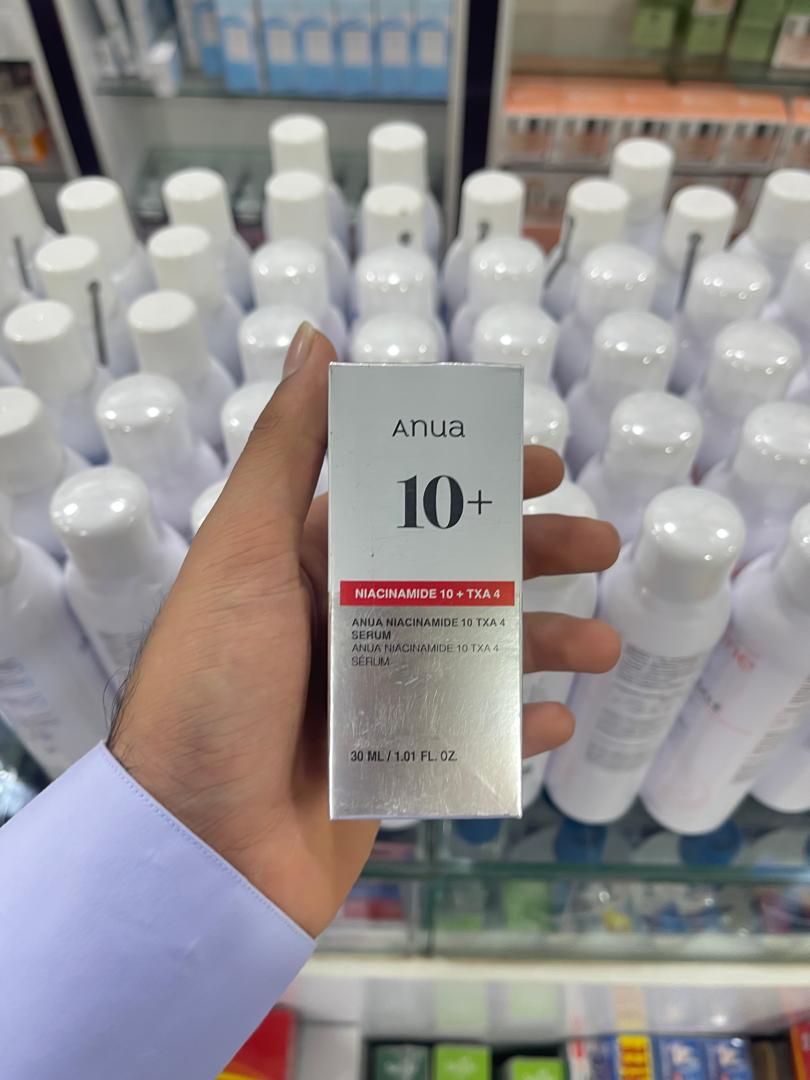 Anua
10+
NIACINAMIDE 10 + TXA 4
ANUA NIACINAMIDE 10 TXA 4
SERUM
ANUA NIACINAMIDE 10 TXA 4
SÉRUM
30 ML / 1.01 FL. OZ.